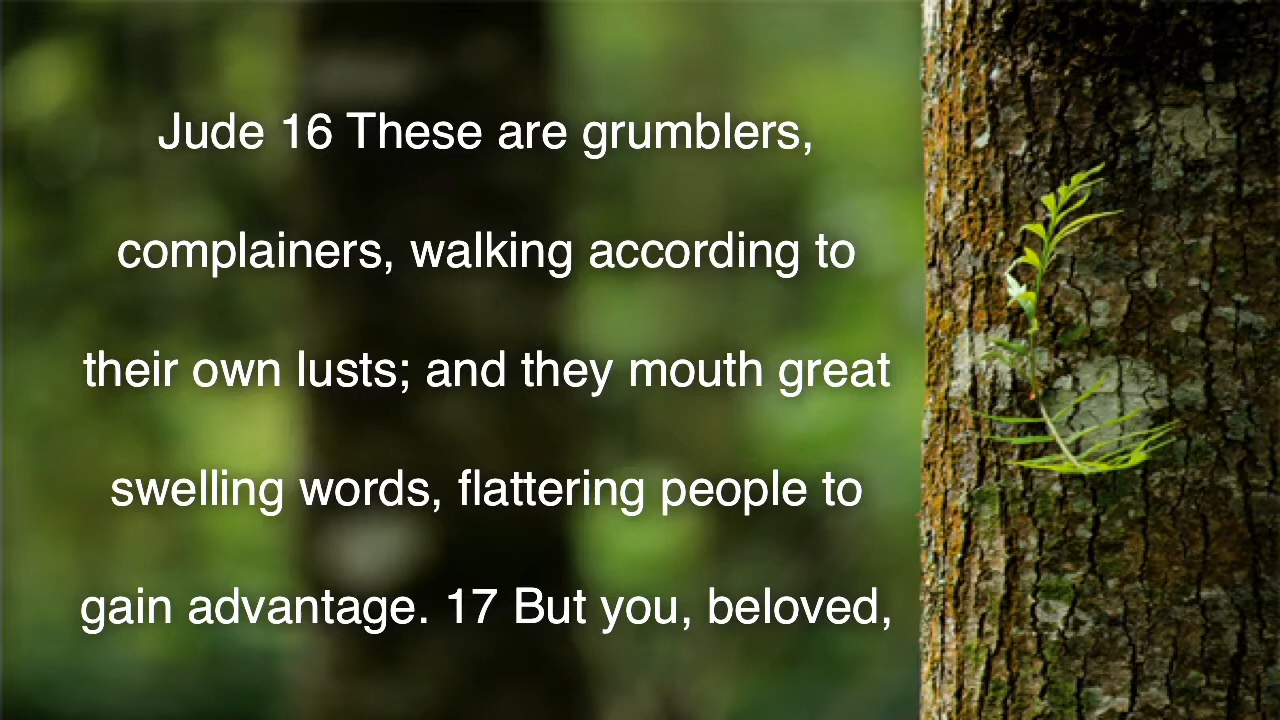 Jude 16 These are grumblers,
complainers, walking according to
their own lusts; and they mouth great
swelling words, flattering people to
gain advantage. 17 But you, beloved,